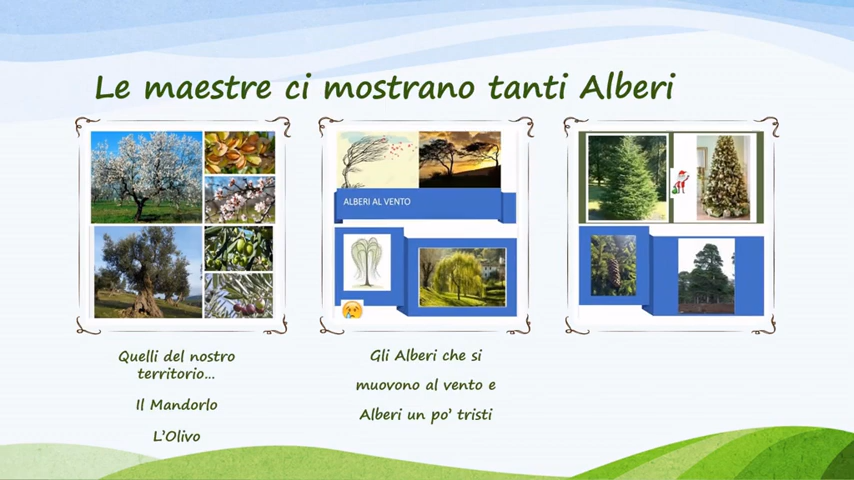 Le maestre ci mostrano tanti Alberi
ALBERI AL VENTO
Quelli del nostro
territorio...
Il Mandorlo
L'Olivo
Gli Alberi che si
muovono al vento e
Alberi un po' tristi